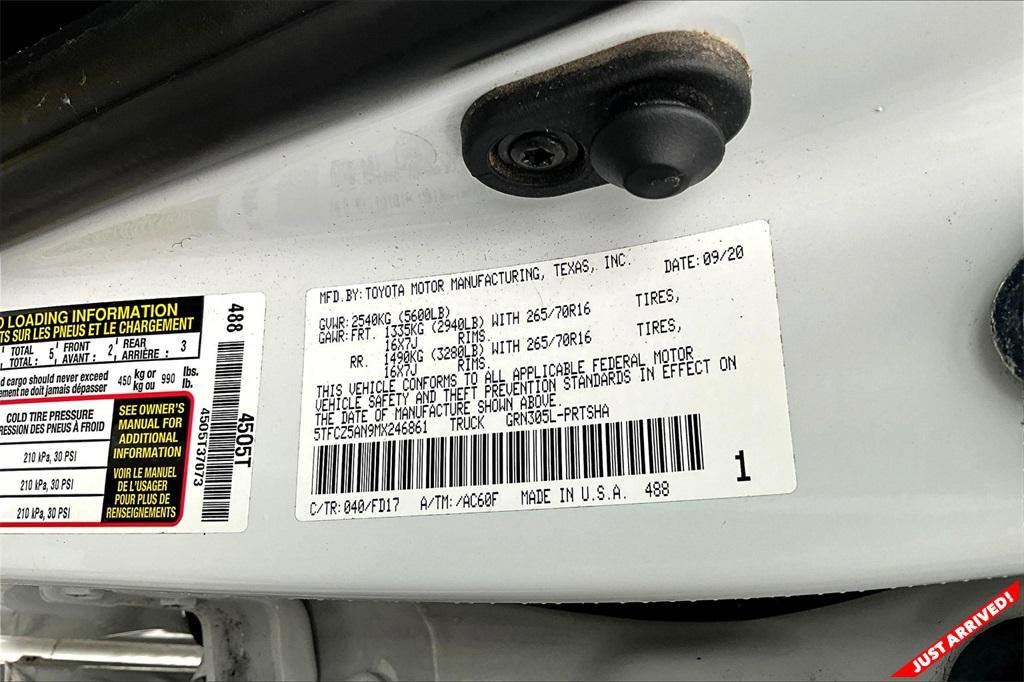 LOADING INFORMATION
TS SUR LES PNEUS ET LE CHARGEMENT
TOTAL 5 FRONT 2 REAR 3
TOTAL : AVANT : ARRIÈRE :
cargo should never exceed 450 kg or 990 lbs.
ne doit jamais dépasser kg ou lb.
COLD TIRE PRESSURE
DES PNEUS À FROID
210 kPa, 30 PSI
210 kPa, 30 PSI
210 kPa, 30 PSI
SEE OWNER'S
MANUAL FOR
ADDITIONAL
INFORMATION
VOIR LE MANUEL
DE L'USAGER
POUR PLUS DE
RENSEIGNEMENTS
488
4505T
4505T37073
MFD.BY:TOYOTA MOTOR MANUFACTURING, TEXAS, INC. DATE:09/20
GVWR:2540KG (5600LB)
GAWR:FRT. 1335KG (2940LB) WITH 265/70R16 TIRES,
16X7J RIMS.
RR. 1490KG (3280LB) WITH 265/70R16 TIRES,
16X7J RIMS.
THIS VEHICLE CONFORMS TO ALL APPLICABLE FEDERAL MOTOR
VEHICLE SAFETY AND THEFT PREVENTION STANDARDS IN EFFECT ON
THE DATE OF MANUFACTURE SHOWN ABOVE.
5TFCZ5AN9MX246861 TRUCK GRN305L-PRTSHA
1
C/TR:040/FD17 A/TM:/AC60F MADE IN U.S.A. 488
JUST ARRIVED!